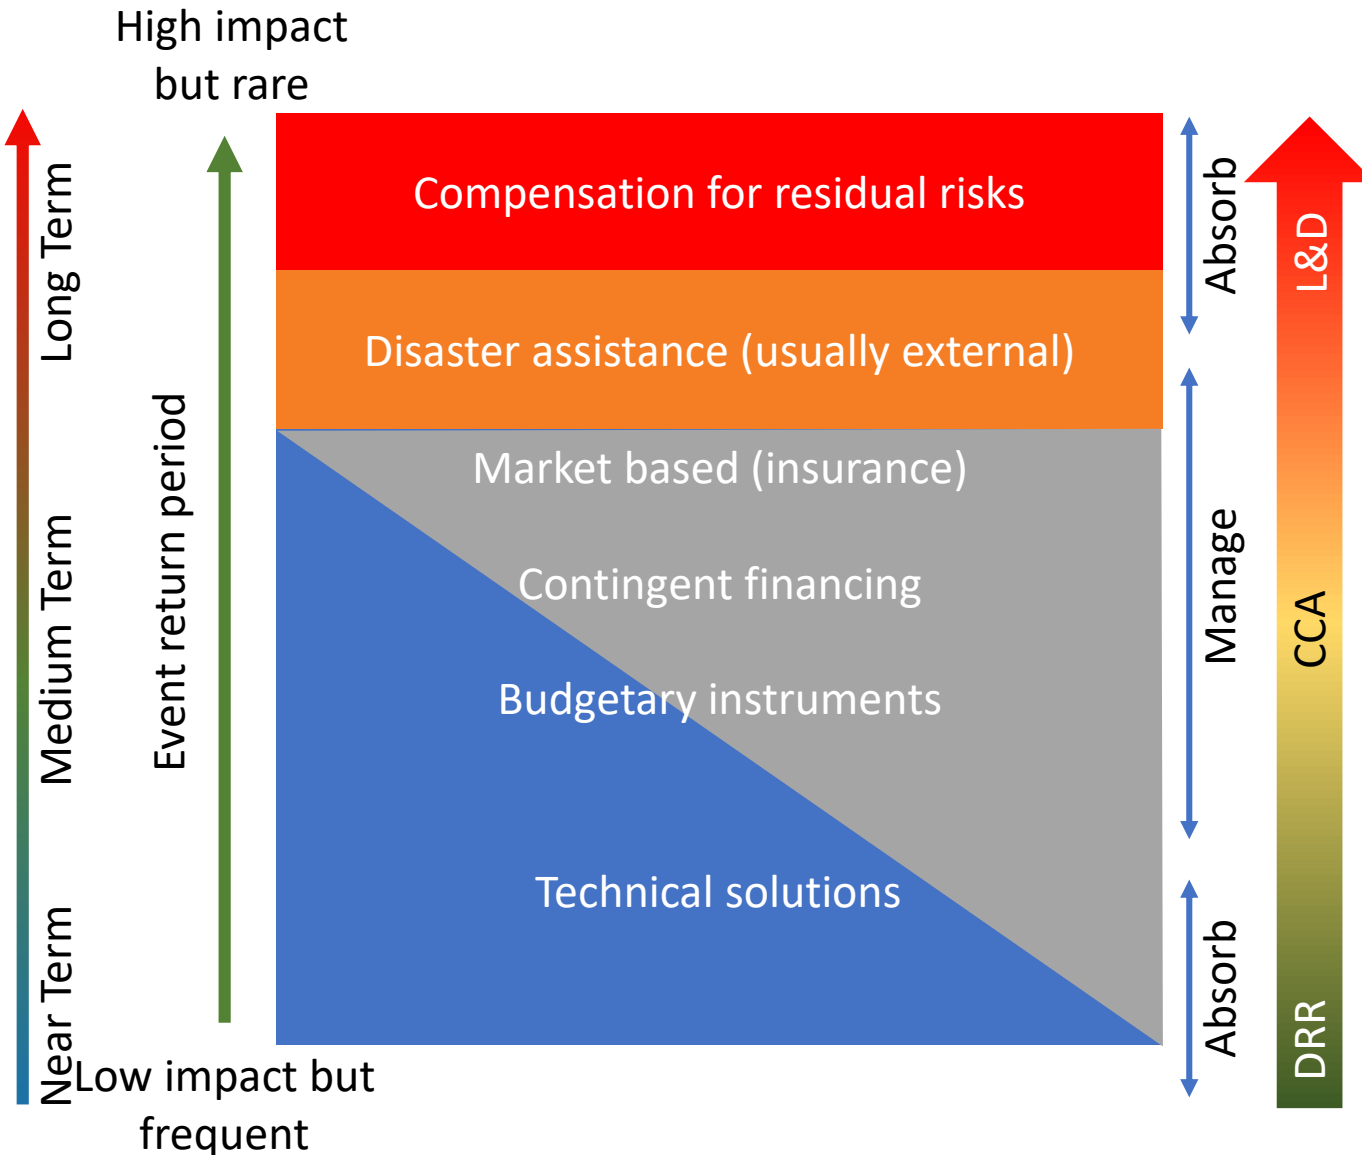 High impact
but rare
Long Term
Medium Term
Near Term
Event return period
Compensation for residual risks
Disaster assistance (usually external)
Market based (insurance)
Contingent financing
Budgetary instruments
Technical solutions
Absorb
Manage
Absorb
L&D
CCA
DRR
Low impact but
frequent